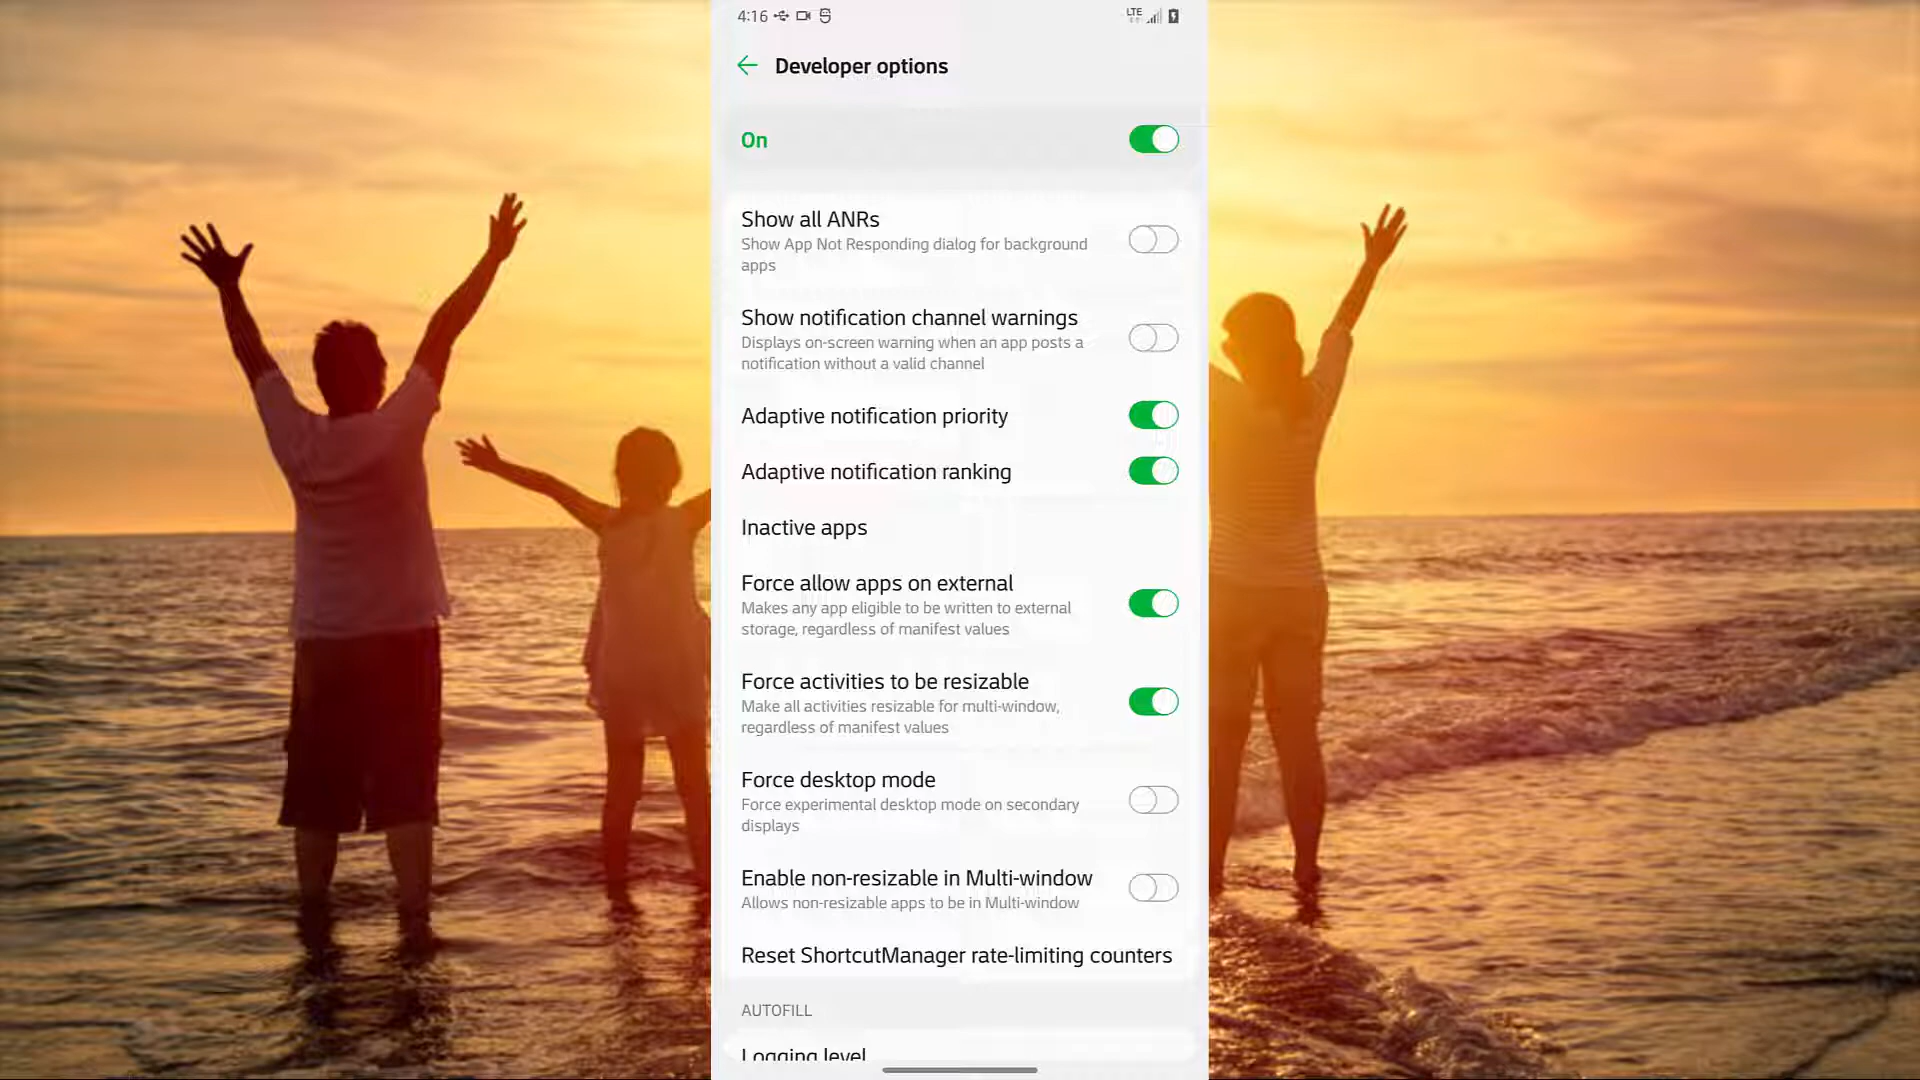 4:16
LTE
Developer options
On
Show all ANRs
Show App Not Responding dialog for background
apps
Show notification channel warnings
Displays on-screen warning when an app posts a
notification without a valid channel
Adaptive notification priority
Adaptive notification ranking
Inactive apps
Force allow apps on external
Makes any app eligible to be written to external
storage, regardless of manifest values
Force activities to be resizable
Make all activities resizable for multi-window,
regardless of manifest values
Force desktop mode
Force experimental desktop mode on secondary
displays
Enable non-resizable in Multi-window
Allows non-resizable apps to be in Multi-window
Reset ShortcutManager rate-limiting counters
AUTOFILL
Logging level